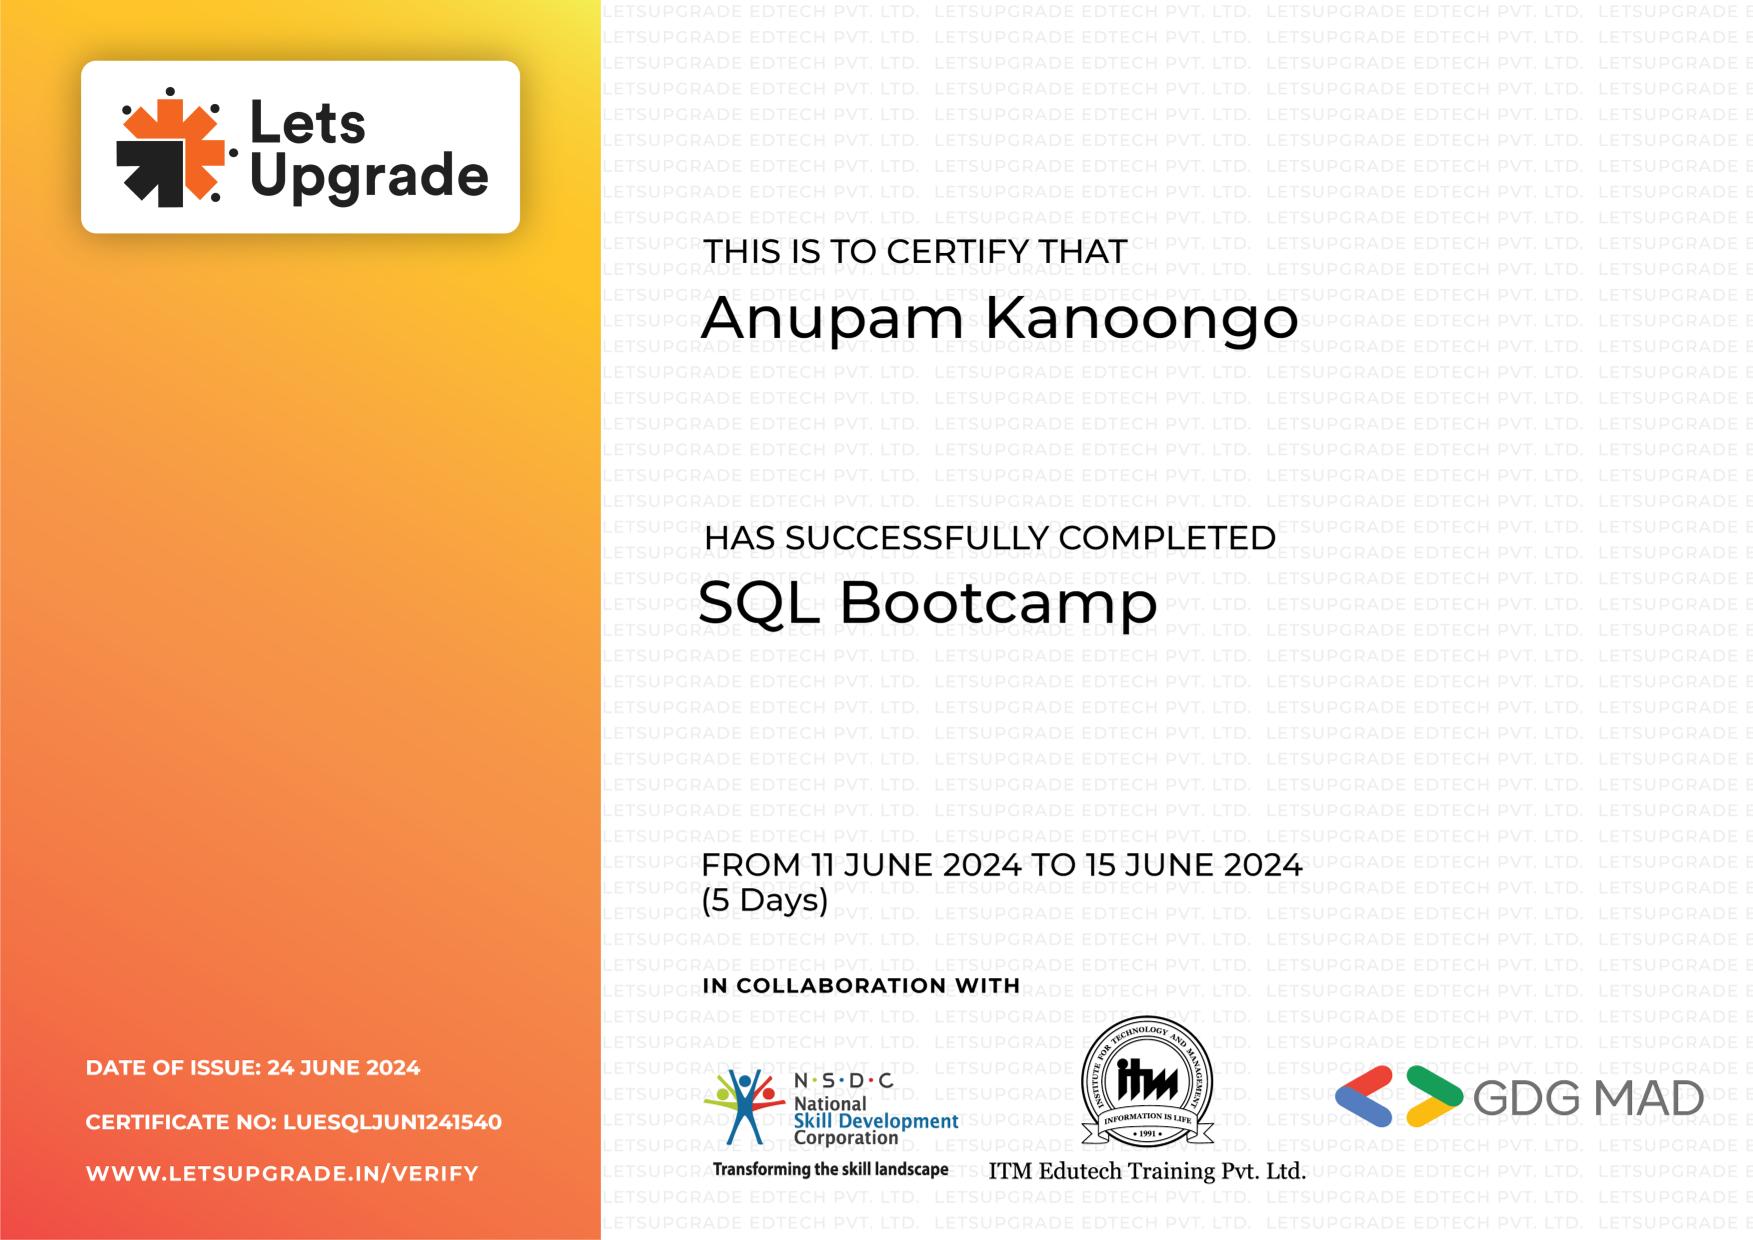 Lets
Upgrade
THIS IS TO CERTIFY THAT
Anupam Kanoongo
HAS SUCCESSFULLY COMPLETED
SQL Bootcamp
FROM 11 JUNE 2024 TO 15 JUNE 2024
(5 Days)
IN COLLABORATION WITH
N·S·D·C
National
Skill Development
Corporation
Transforming the skill landscape
INSTITUTE FOR TECHNOLOGY AND MANAGEMENT
itm
INFORMATION IS LIFE
• 1991 •
ITM Edutech Training Pvt. Ltd.
GDG MAD
DATE OF ISSUE: 24 JUNE 2024
CERTIFICATE NO: LUESQLJUN1241540
WWW.LETSUPGRADE.IN/VERIFY
LETSUPGRADE EDTECH PVT. LTD.